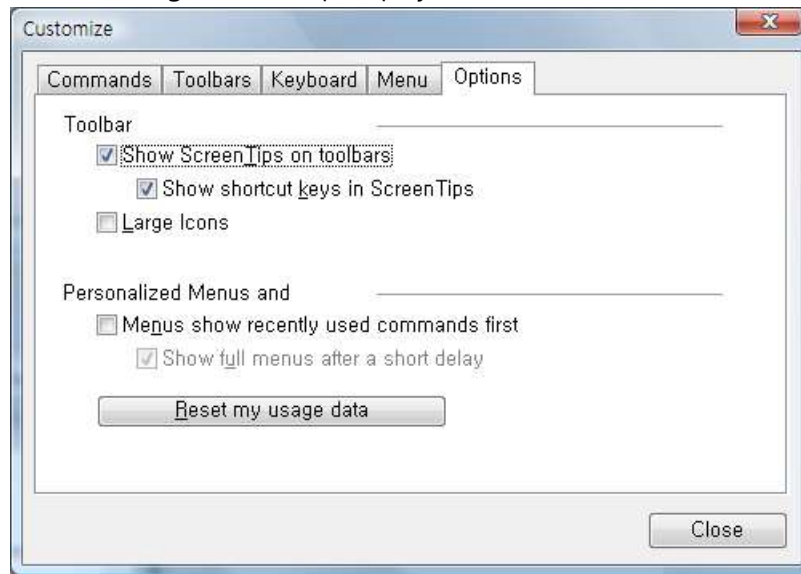 Customize
Commands Toolbars Keyboard Menu Options
Toolbar
Show ScreenTips on toolbars
Show shortcut keys in ScreenTips
Large Icons
Personalized Menus and
Menus show recently used commands first
Show full menus after a short delay
Reset my usage data
Close